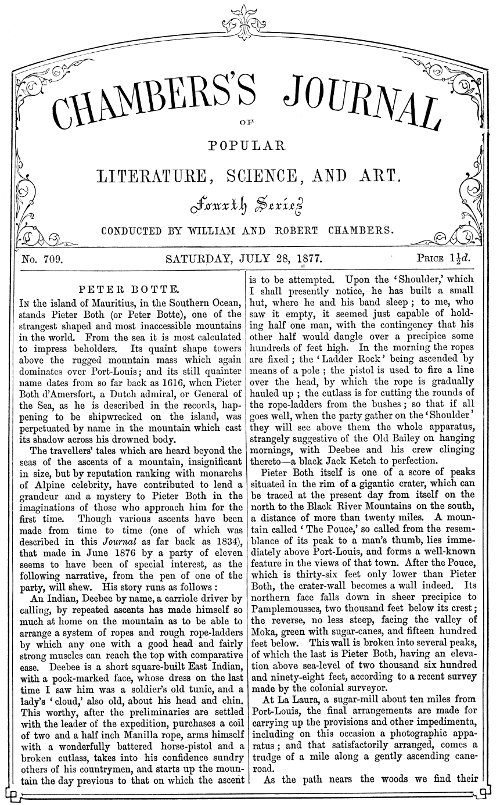 CHAMBERS'S JOURNAL
OF
POPULAR
LITERATURE, SCIENCE, AND ART.
Fourth Series
CONDUCTED BY WILLIAM AND ROBERT CHAMBERS.
No. 709.
SATURDAY, JULY 28, 1877.
PRICE 1½d.
PETER BOTTE.
IN the island of Mauritius, in the Southern Ocean,
stands Pieter Both (or Peter Botte), one of the
strangest shaped and most inaccessible mountains
in the world. From the sea it is most calculated
to impress beholders. Its quaint shape towers
above the rugged mountain mass which again
dominates over Port-Louis; and its still quainter
name dates from so far back as 1616, when Pieter
Both d'Amersfort, a Dutch admiral, or General of
the Sea, as he is described in the records, hap-
pening to be shipwrecked on the island, was
perpetuated by name in the mountain which cast
its shadow across his drowned body.
The travellers' tales which are heard beyond the
seas of the ascents of a mountain, insignificant
in size, but by reputation ranking with monarchs
of Alpine celebrity, have contributed to lend a
grandeur and a mystery to Pieter Both in the
imaginations of those who approach him for the
first time. Though various ascents have been
made from time to time (one of which was
described in this Journal as far back as 1834),
that made in June 1876 by a party of eleven
seems to have been of special interest, as the
following narrative, from the pen of one of the
party, will shew. His story runs as follows:
An Indian, Deebee by name, a carriole driver by
calling, by repeated ascents has made himself so
much at home on the mountain as to be able to
arrange a system of ropes and rough rope-ladders
by which any one with a good head and fairly
strong muscles can reach the top with comparative
ease. Deebee is a short square-built East Indian,
with a pock-marked face, whose dress on the last
time I saw him was a soldier's old tunic, and a
lady's 'cloud,' also old, about his head and chin.
This worthy, after the preliminaries are settled
with the leader of the expedition, purchases a coil
of two and a half inch Manilla rope, arms himself
with a wonderfully battered horse-pistol and a
broken cutlass, takes into his confidence sundry
others of his countrymen, and starts up the moun-
tain the day previous to that on which the ascent
is to be attempted. Upon the 'Shoulder,' which
I shall presently notice, he has built a small
hut, where he and his band sleep; to me, who
saw it empty, it seemed just capable of hold-
ing half one man, with the contingency that his
other half would dangle over a precipice some
hundreds of feet high. In the morning the ropes
are fixed; the 'Ladder Rock' being ascended by
means of a pole; the pistol is used to fire a line
over the head, by which the rope is gradually
hauled up; the cutlass is for cutting the rounds of
the rope-ladders from the bushes; so that if all
goes well, when the party gather on the 'Shoulder'
they will see above them the whole apparatus,
strangely suggestive of the Old Bailey on hanging
mornings, with Deebee and his crew clinging
thereto—a black Jack Ketch to perfection.
Pieter Both itself is one of a score of peaks
situated in the rim of a gigantic crater, which can
be traced at the present day from itself on the
north to the Black River Mountains on the south,
a distance of more than twenty miles. A moun-
tain called 'The Pouce,' so called from the resem-
blance of its peak to a man's thumb, lies imme-
diately above Port-Louis, and forms a well-known
feature in the views of that town. After the Pouce,
which is thirty-six feet only lower than Pieter
Both, the crater-wall becomes a wall indeed. Its
northern face falls down in sheer precipice to
Pamplemousses, two thousand feet below its crest;
the reverse, no less steep, facing the valley of
Moka, green with sugar-canes, and fifteen hundred
feet below. This wall is broken into several peaks,
of which the last is Pieter Both, having an eleva-
tion above sea-level of two thousand six hundred
and ninety-eight feet, according to a recent survey
made by the colonial surveyor.
At La Laura, a sugar-mill about ten miles from
Port-Louis, the final arrangements are made for
carrying up the provisions and other impedimenta,
including on this occasion a photographic appa-
ratus; and that satisfactorily arranged, comes a
trudge of a mile along a gently ascending cane-
road.
As the path nears the woods we find their